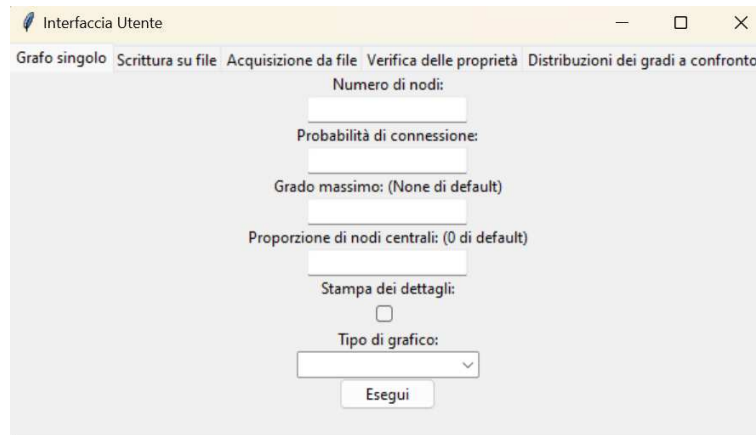 Interfaccia Utente
Grafo singolo Scrittura su file Acquisizione da file Verifica delle proprietà Distribuzioni dei gradi a confronto
Numero di nodi:
Probabilità di connessione:
Grado massimo: (None di default)
Proporzione di nodi centrali: (0 di default)
Stampa dei dettagli:
Tipo di grafico:
Esegui